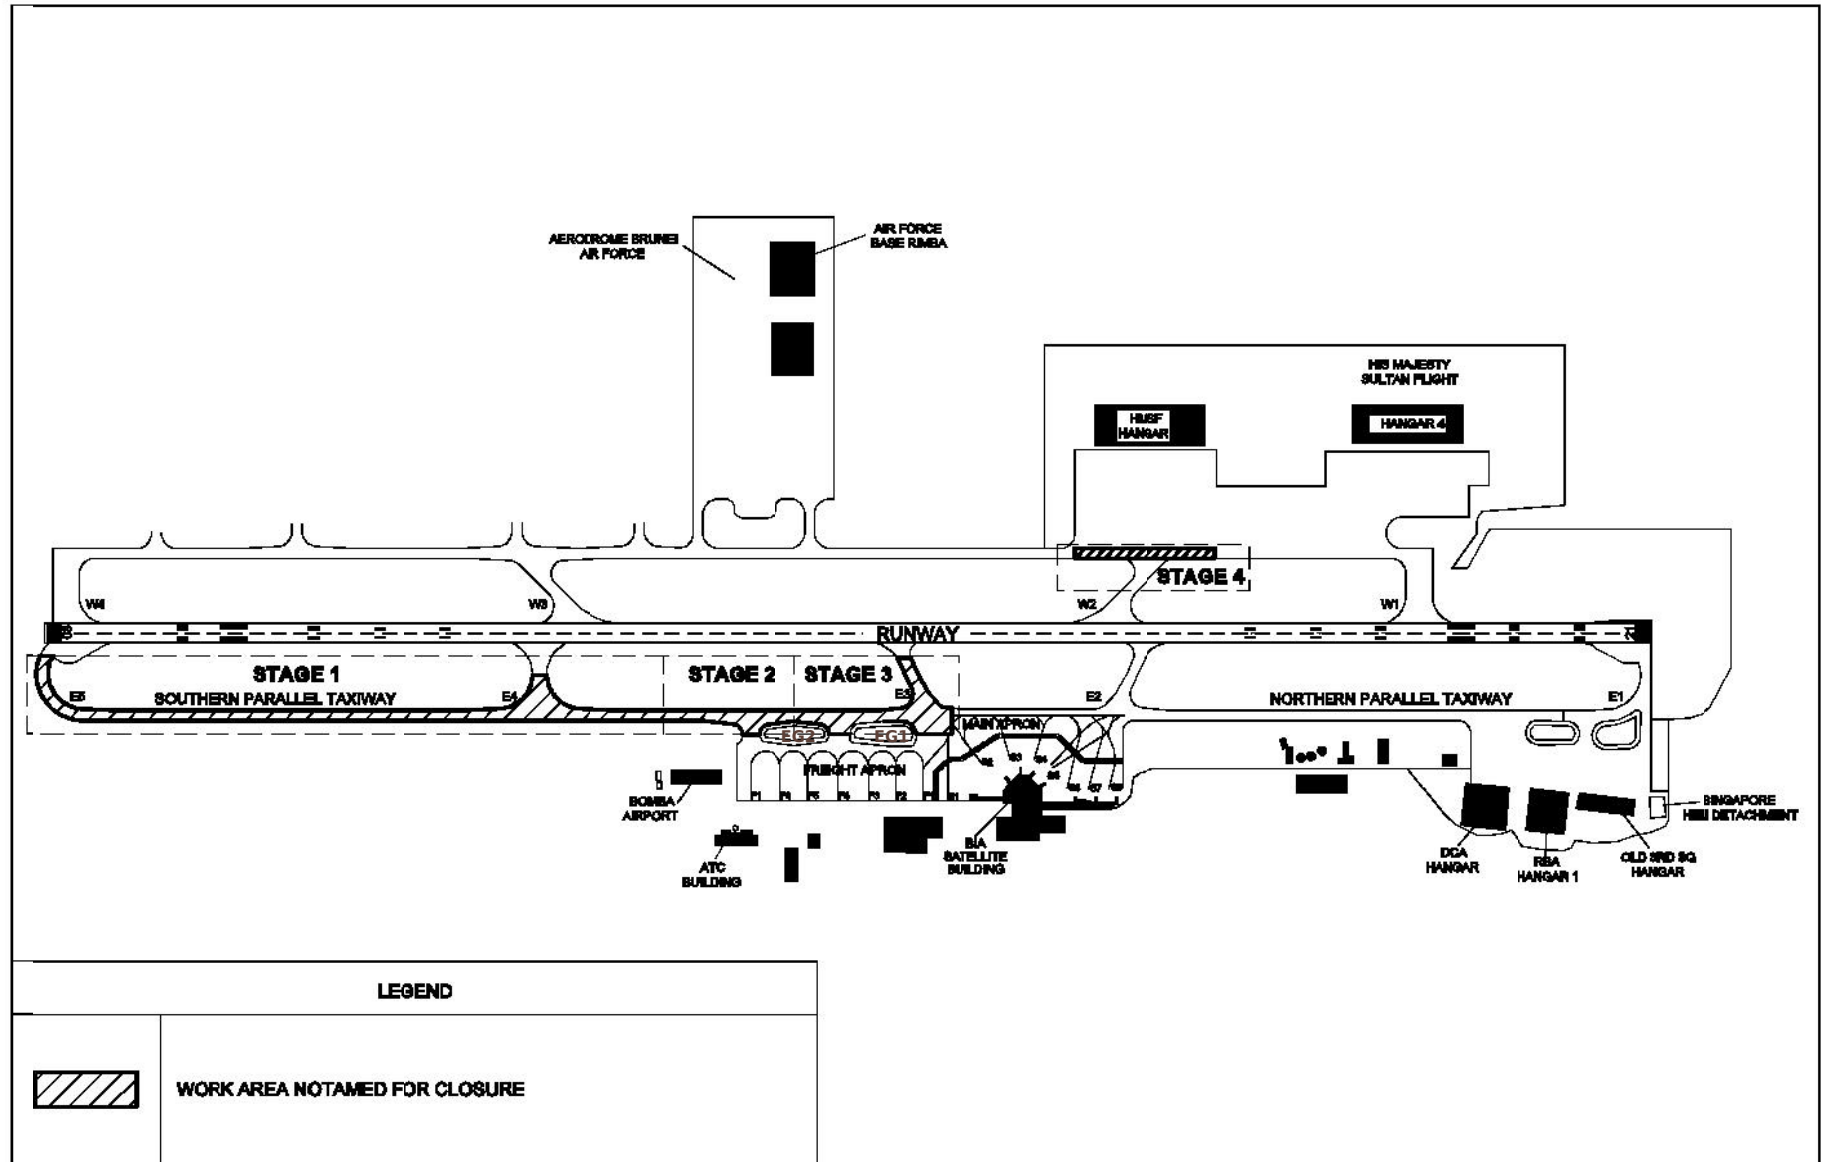 AERODROME BRUNEI
AIR FORCE
AIR FORCE
BASE RIMBA
HIS MAJESTY
SULTAN FLIGHT
HMSF
HANGAR
HANGAR 4
STAGE 4
W4
W3
W2
W1
RUNWAY
21
STAGE 1
STAGE 2
STAGE 3
E5
SOUTHERN PARALLEL TAXIWAY
E4
E3
E2
NORTHERN PARALLEL TAXIWAY
E1
MAIN APRON
EG2
EG1
FREIGHT APRON
BOMBA
AIRPORT
ATC
BUILDING
BIA
SATELLITE
BUILDING
DCA
HANGAR
RBA
HANGAR 1
OLD 3RD SQ
HANGAR
SINGAPORE
HELI DETACHMENT
LEGEND
WORK AREA NOTAMED FOR CLOSURE